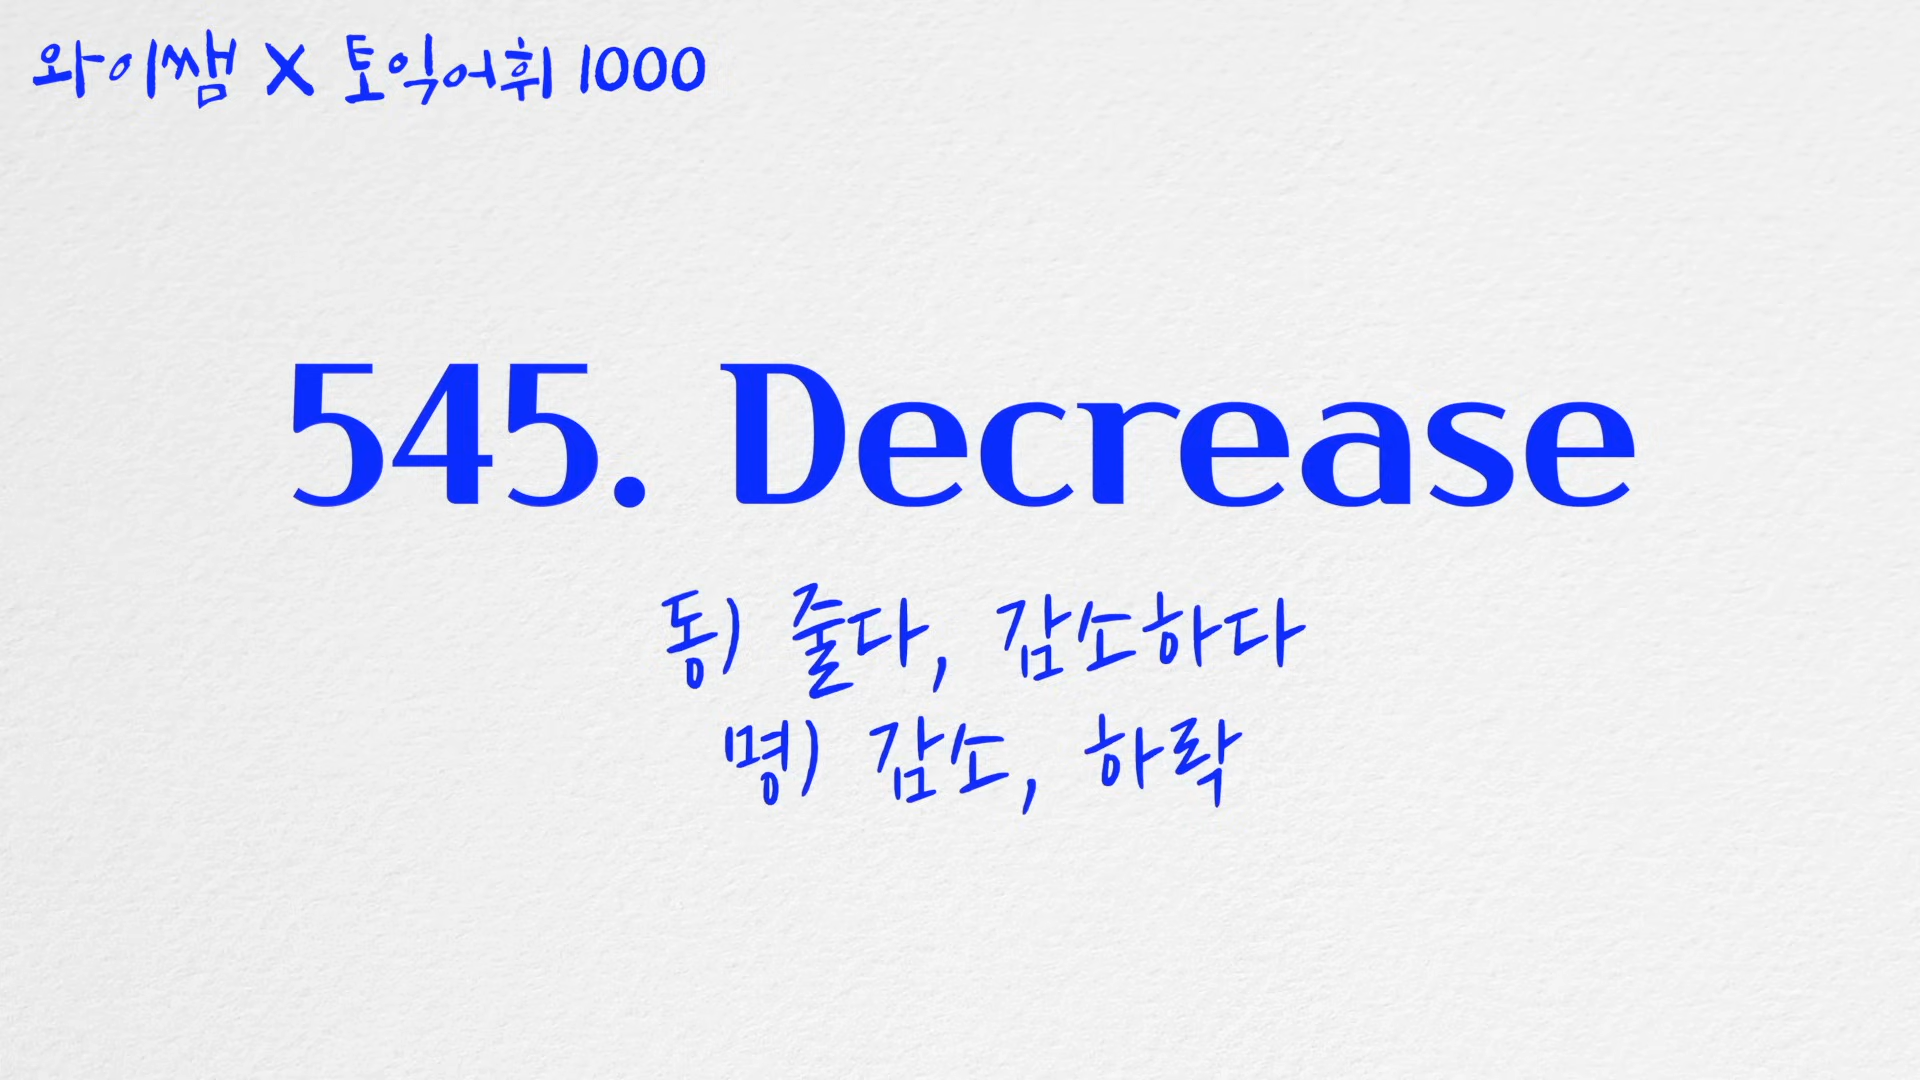 와이쌤 X 토익어휘 1000
545. Decrease
동) 줄다, 감소하다
명) 감소, 하락